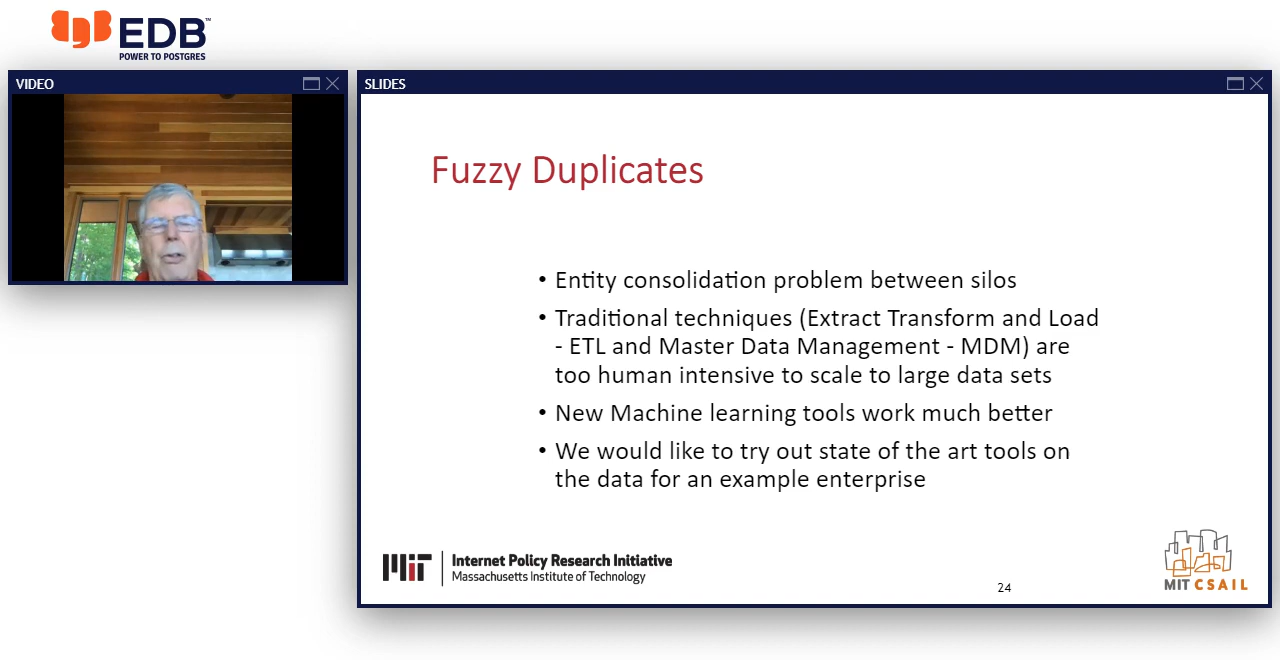 EDB™
POWER TO POSTGRES
VIDEO
SLIDES
Fuzzy Duplicates
• Entity consolidation problem between silos
• Traditional techniques (Extract Transform and Load
- ETL and Master Data Management - MDM) are
too human intensive to scale to large data sets
• New Machine learning tools work much better
• We would like to try out state of the art tools on
the data for an example enterprise
MIT
Internet Policy Research Initiative
Massachusetts Institute of Technology
24
MIT CSAIL